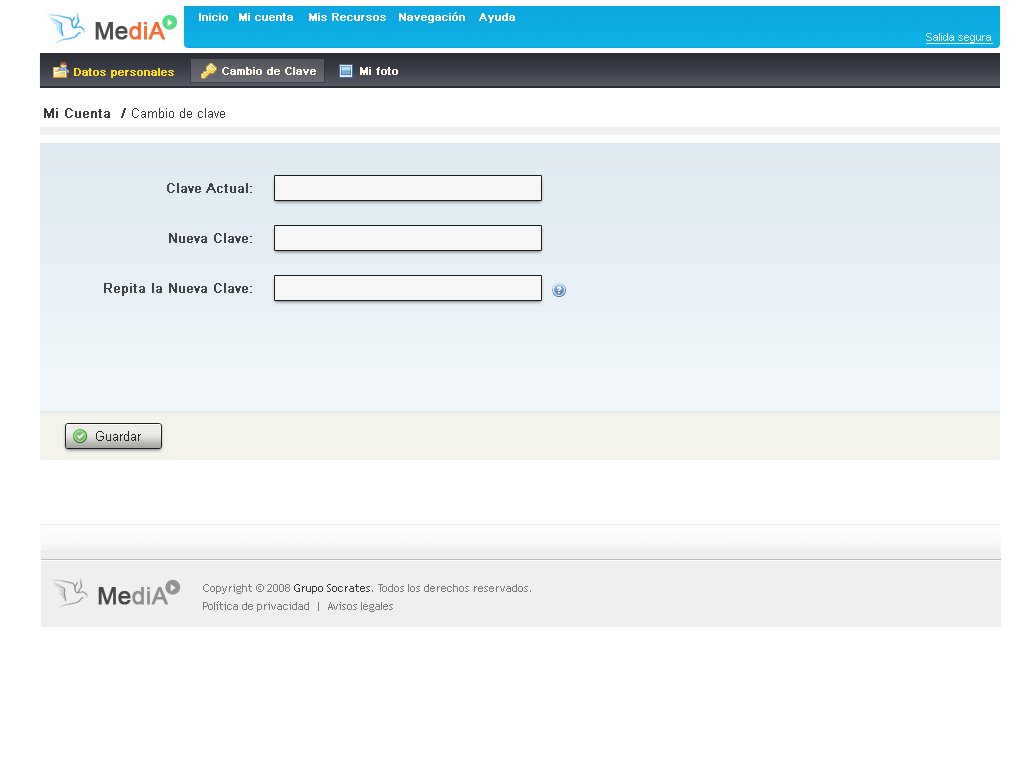 MediA
Inicio Mi cuenta Mis Recursos Navegación Ayuda
Salida segura
Datos personales Cambio de Clave Mi foto
Mi Cuenta / Cambio de clave
Clave Actual:
Nueva Clave:
Repita la Nueva Clave:
Guardar
MediA
Copyright © 2008 Grupo Socrates. Todos los derechos reservados.
Política de privacidad | Avisos legales